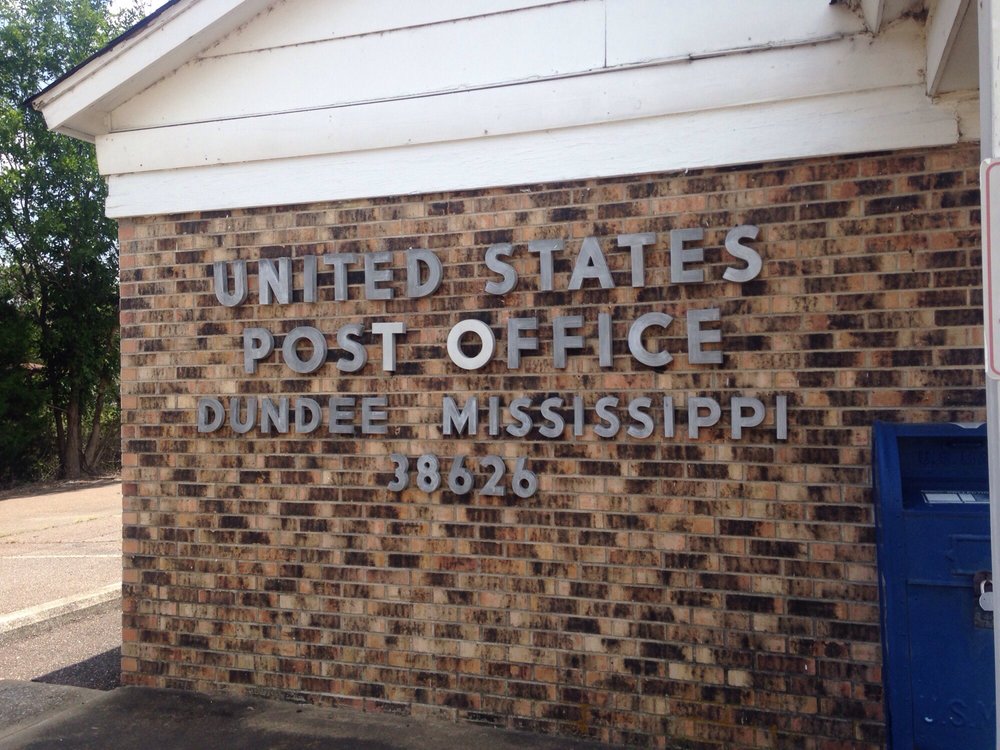 UNITED STATES
POST OFFICE
DUNDEE MISSISSIPPI
38626